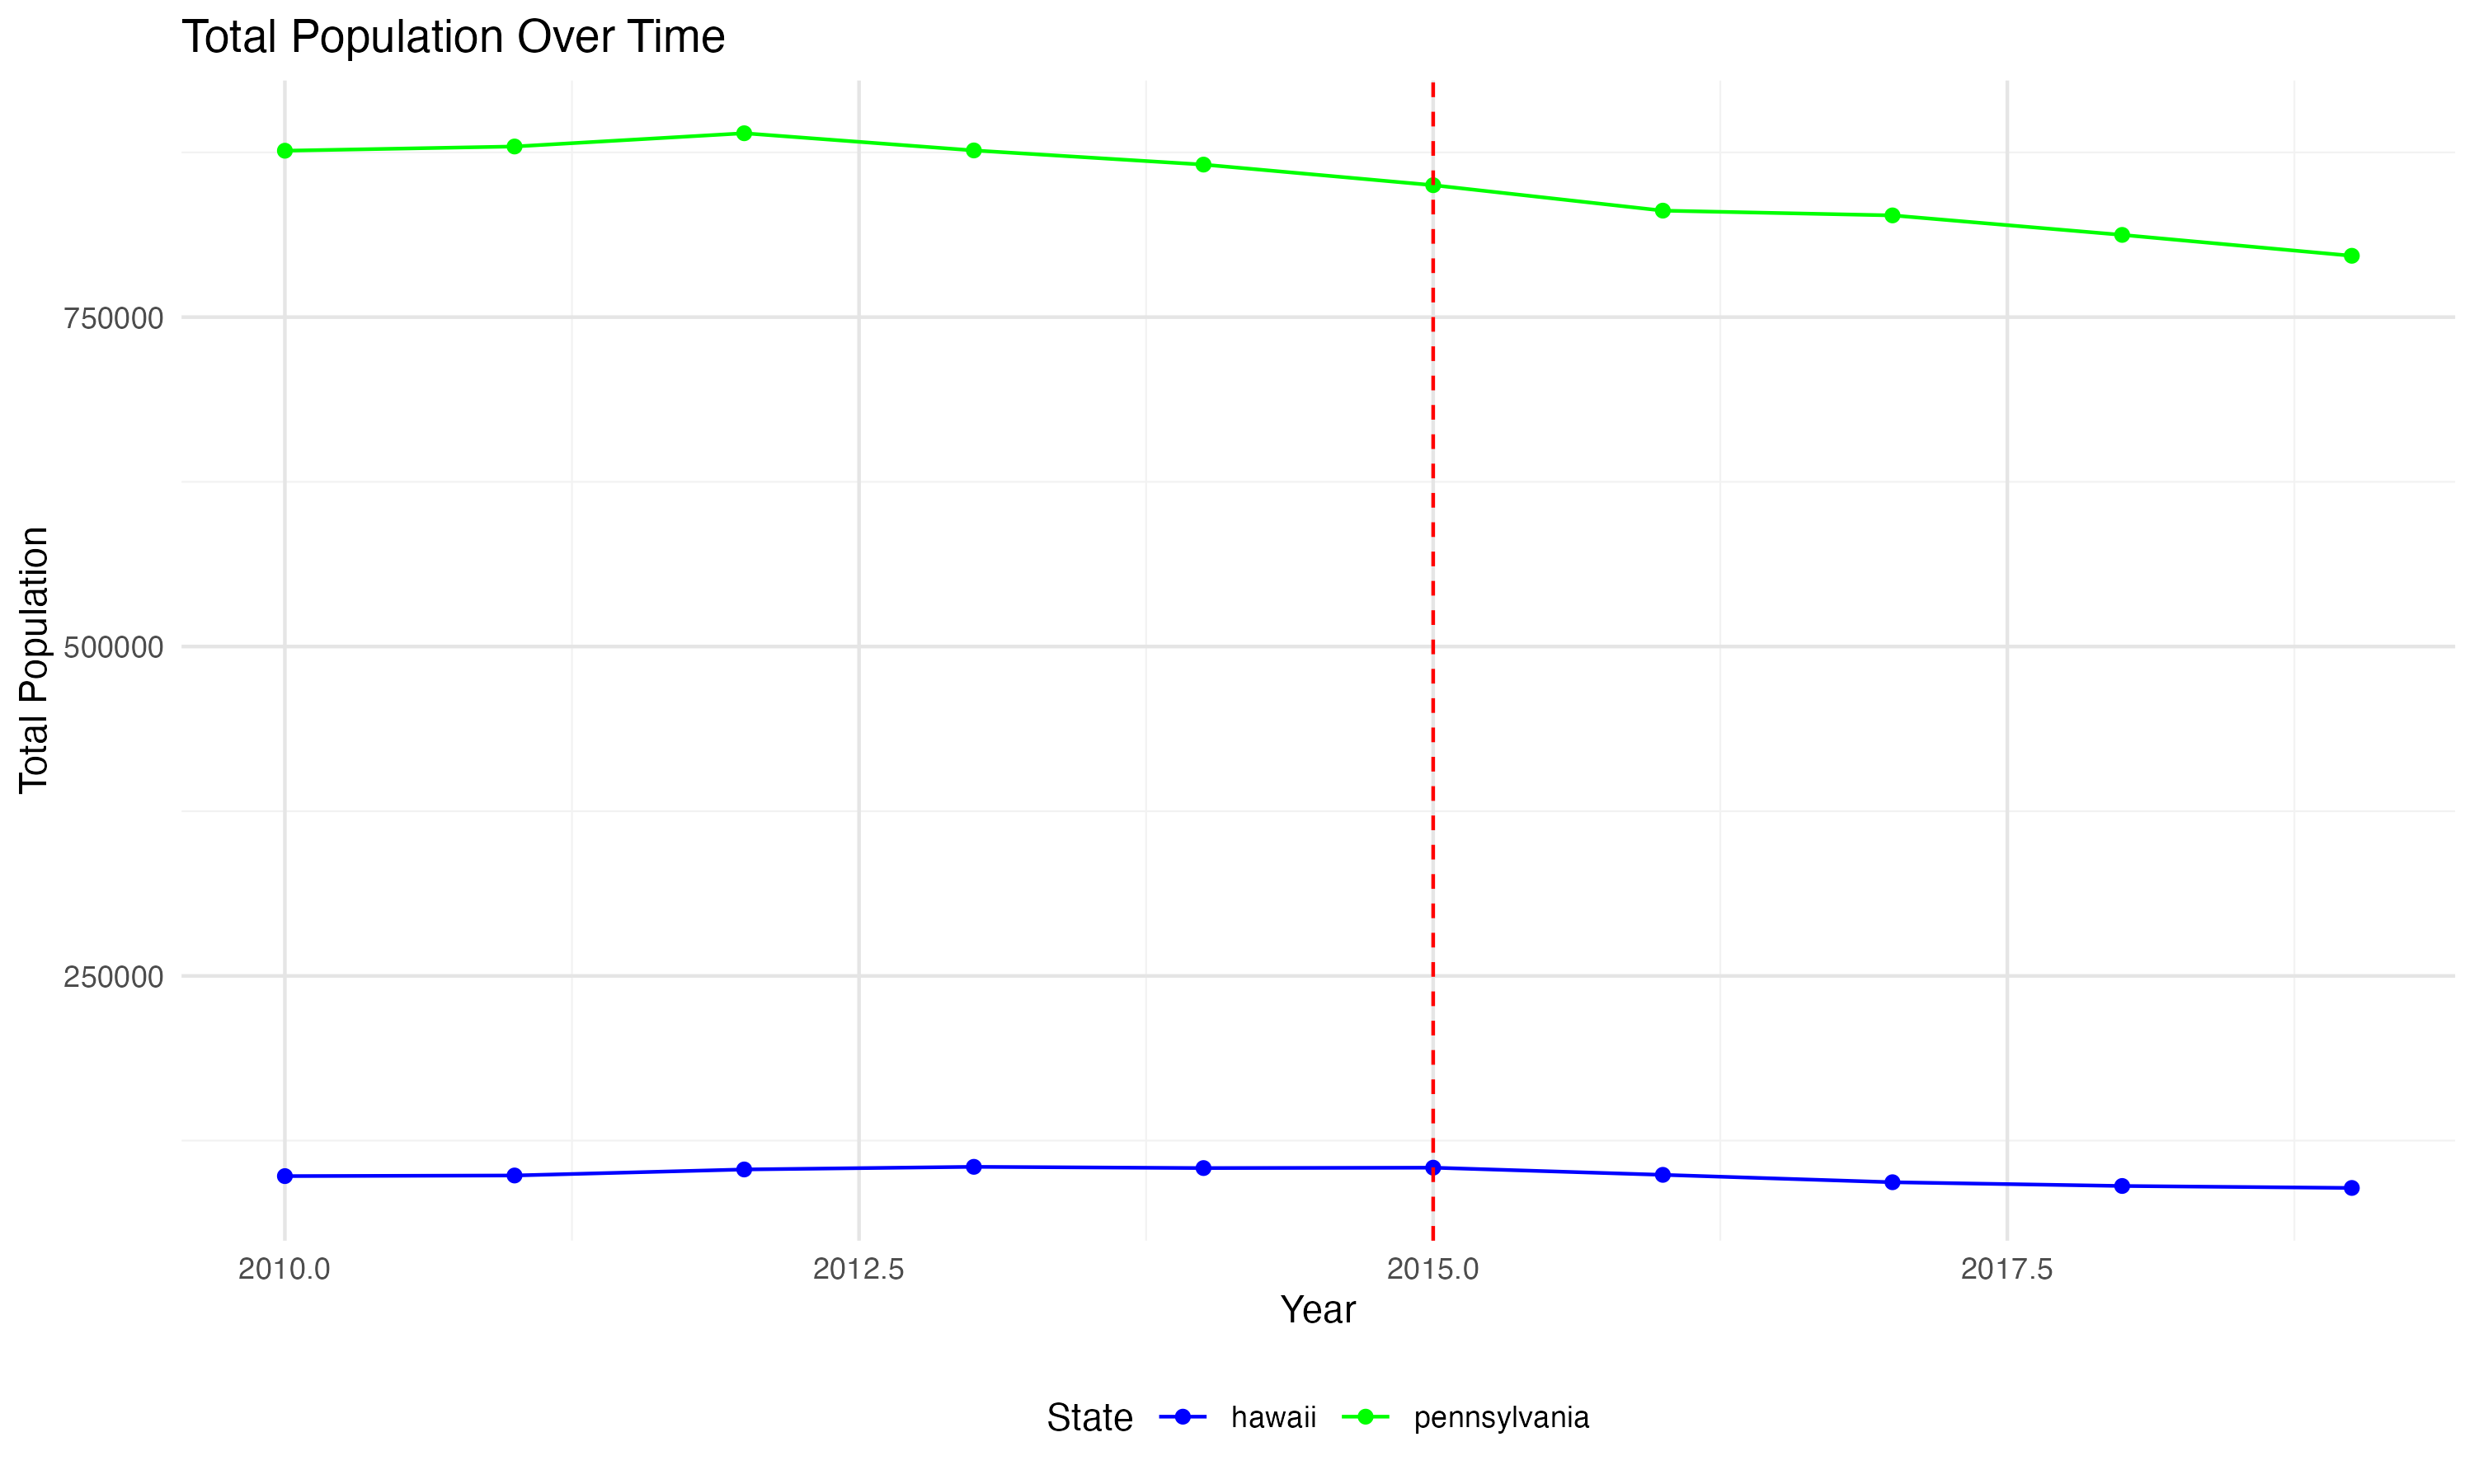 Total Population Over Time
Total Population
750000
500000
250000
2010.0 2012.5 2015.0 2017.5
Year
State hawaii pennsylvania